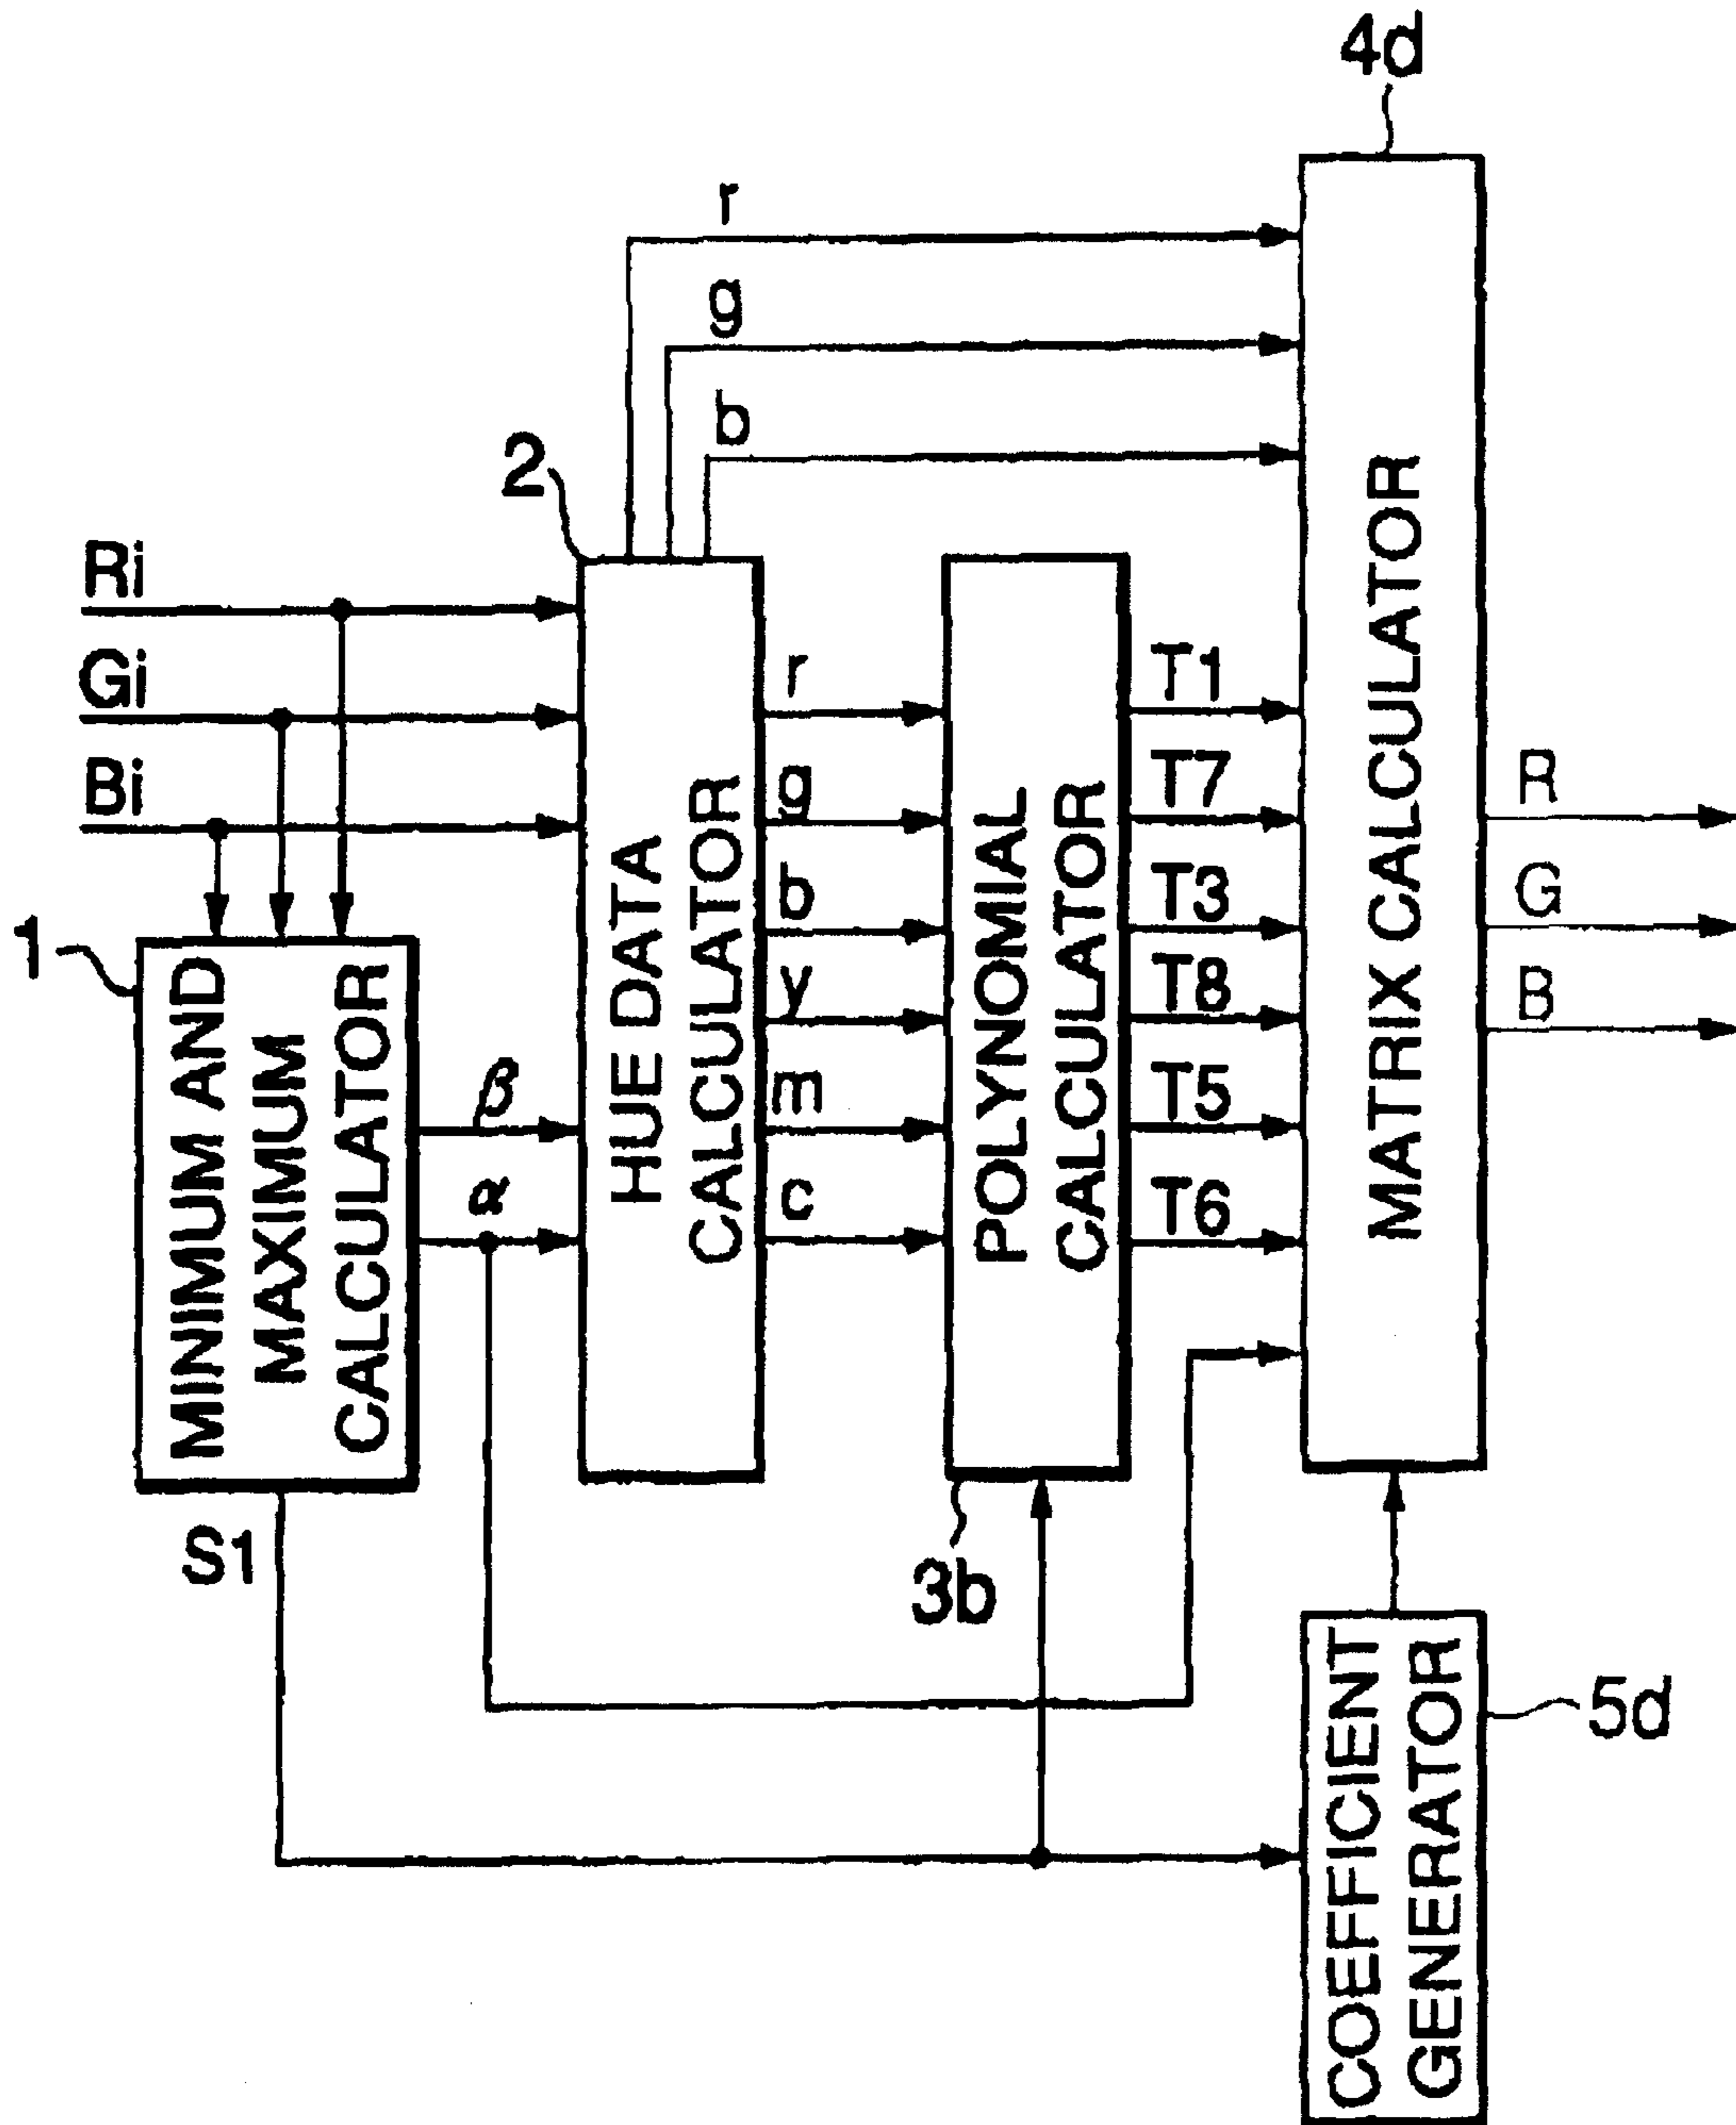 4d
r
g
b
2
Ri
Gi
Bi
1
MINIMUM AND
MAXIMUM
CALCULATOR
β
α
S1
HUE DATA
CALCULATOR
r
g
b
y
m
c
POLYNOMIAL
CALCULATOR
3b
T1
T7
T3
T8
T5
T6
MATRIX CALCULATOR
R
G
B
COEFFICIENT
GENERATOR
5d